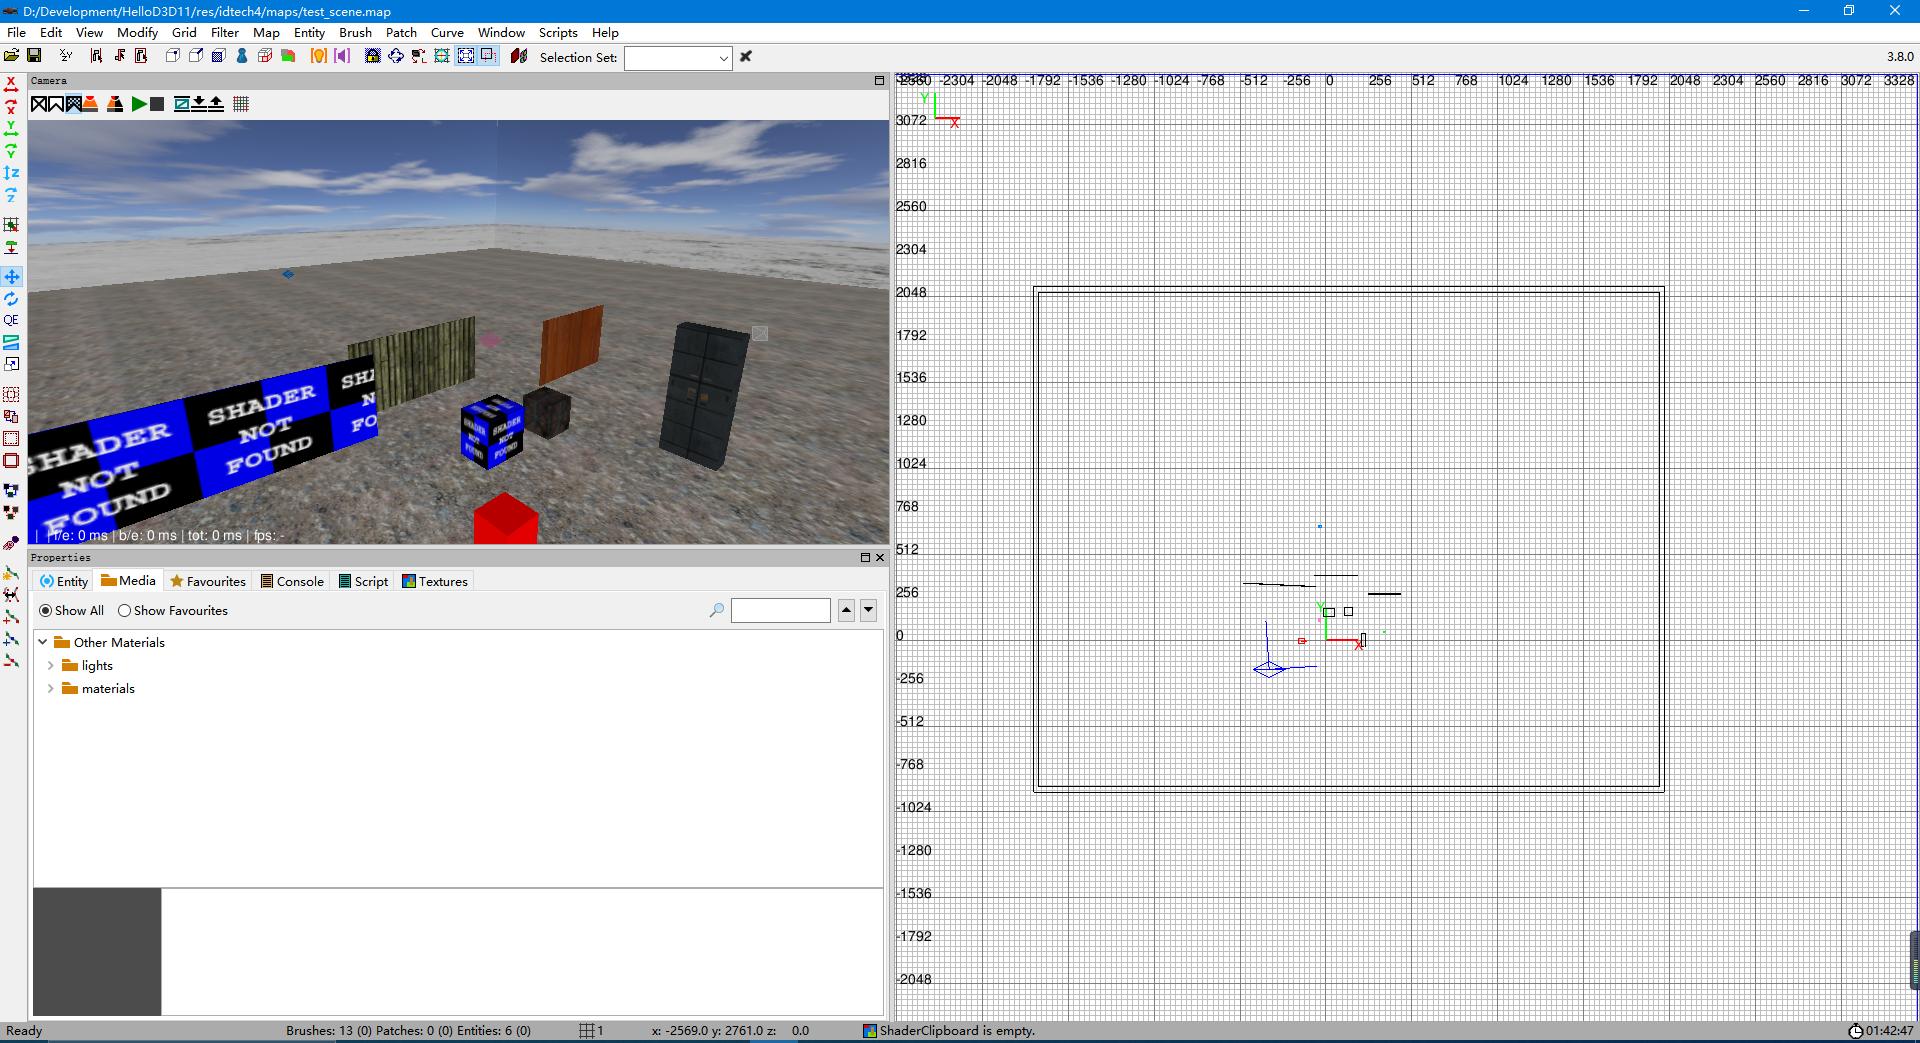 D:/Development/HelloD3D11/res/idtech4/maps/test_scene.map
File Edit View Modify Grid Filter Map Entity Brush Patch Curve Window Scripts Help
Selection Set: 3.8.0
Camera
X
X
Y
Y
Z
Z
QE
SHADER NOT FOUND
SHADER NOT FOUND
SHADER NOT FOUND
SHADER NOT FOUND
| |f/e: 0 ms | b/e: 0 ms | tot: 0 ms | fps: -
Properties
Entity Media Favourites Console Script Textures
Show All Show Favourites
Other Materials
lights
materials
-2560 -2304 -2048 -1792 -1536 -1280 -1024 -768 -512 -256 0 256 512 768 1024 1280 1536 1792 2048 2304 2560 2816 3072 3328
Y
X
3072
2816
2560
2304
2048
1792
1536
1280
1024
768
512
256
0
-256
-512
-768
-1024
-1280
-1536
-1792
-2048
Y
X
Ready Brushes: 13 (0) Patches: 0 (0) Entities: 6 (0) 1 x: -2569.0 y: 2761.0 z: 0.0 ShaderClipboard is empty. 01:42:47